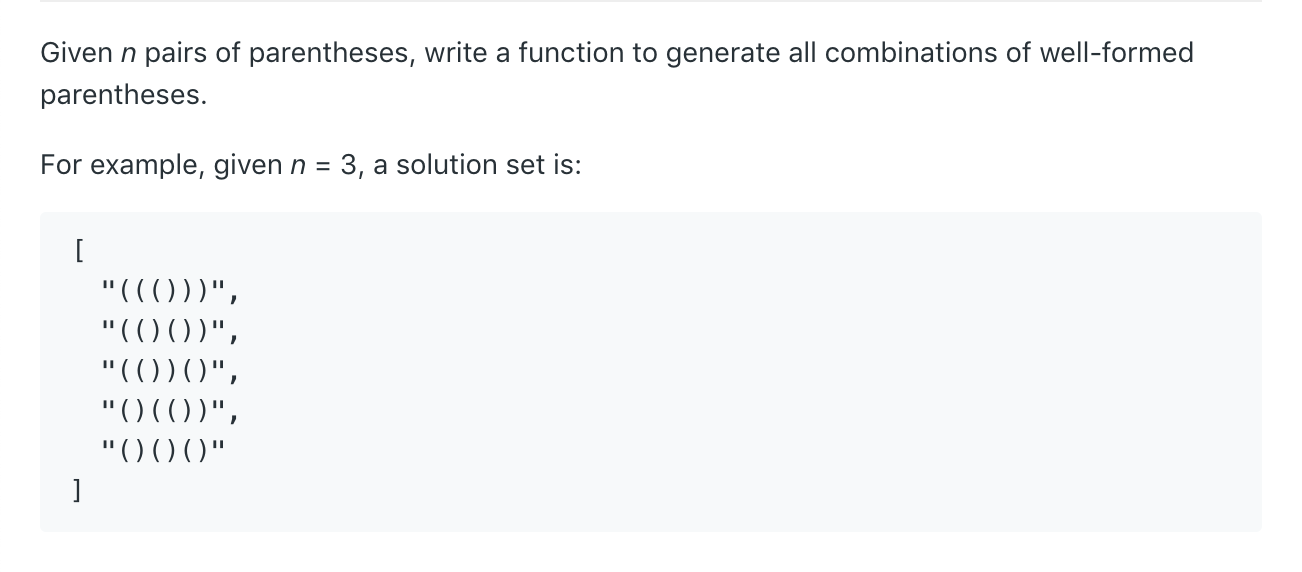 Given n pairs of parentheses, write a function to generate all combinations of well-formed
parentheses.
For example, given n = 3, a solution set is:
[
"((()))",
"(()())",
"(())()",
"()(())",
"()()()"
]